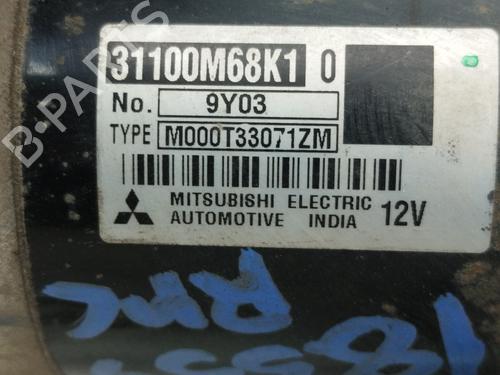 31100M68K1 0
No. 9Y03
TYPE M000T33071ZM
MITSUBISHI ELECTRIC
AUTOMOTIVE INDIA 12V
B-PARTS